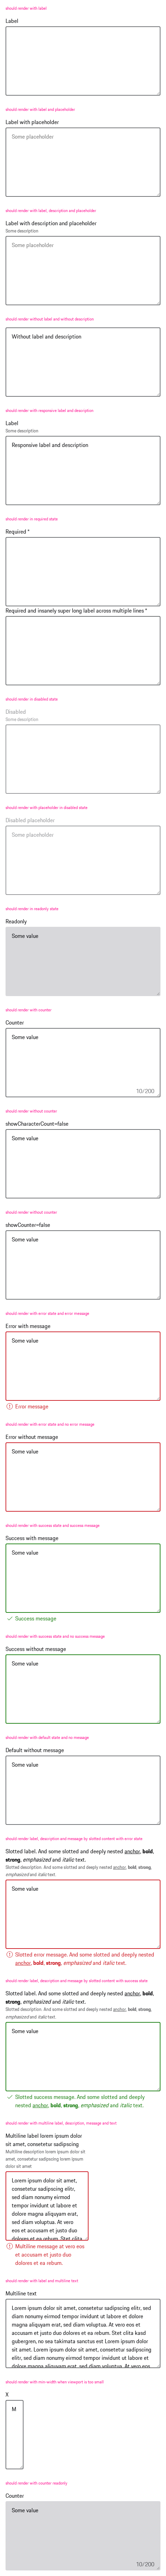 should render with label
Label
should render with label and placeholder
Label with placeholder
Some placeholder
should render with label, description and placeholder
Label with description and placeholder
Some description
Some placeholder
should render without label and without description
Without label and description
should render with responsive label and description
Label
Some description
Responsive label and description
should render in required state
Required *
Required and insanely super long label across multiple lines *
should render in disabled state
Disabled
Some description
should render with placeholder in disabled state
Disabled placeholder
Some placeholder
should render in readonly state
Readonly
Some value
should render with counter
Counter
Some value
10/200
should render without counter
showCharacterCount=false
Some value
should render without counter
showCounter=false
Some value
should render with error state and error message
Error with message
Some value
Error message
should render with error state and no error message
Error without message
Some value
should render with success state and success message
Success with message
Some value
Success message
should render with success state and no success message
Success without message
Some value
should render with default state and no message
Default without message
Some value
should render label, description and message by slotted content with error state
Slotted label. And some slotted and deeply nested anchor, bold,
strong, emphasized and italic text.
Slotted description. And some slotted and deeply nested anchor, bold, strong,
emphasized and italic text.
Some value
Slotted error message. And some slotted and deeply nested
anchor, bold, strong, emphasized and italic text.
should render label, description and message by slotted content with success state
Slotted label. And some slotted and deeply nested anchor, bold,
strong, emphasized and italic text.
Slotted description. And some slotted and deeply nested anchor, bold, strong,
emphasized and italic text.
Some value
Slotted success message. And some slotted and deeply
nested anchor, bold, strong, emphasized and italic text.
should render with multiline label, description, message and text
Multiline label lorem ipsum dolor
sit amet, consetetur sadipscing
Multiline description lorem ipsum dolor sit
amet, consetetur sadipscing lorem ipsum
dolor sit amet
Lorem ipsum dolor sit amet,
consetetur sadipscing elitr,
sed diam nonumy eirmod
tempor invidunt ut labore et
dolore magna aliquyam erat,
sed diam voluptua. At vero
eos et accusam et justo duo
dolores et ea rebum. Stet clita
Multiline message at vero eos
et accusam et justo duo
dolores et ea rebum.
should render with label and multiline text
Multiline text
Lorem ipsum dolor sit amet, consetetur sadipscing elitr, sed
diam nonumy eirmod tempor invidunt ut labore et dolore
magna aliquyam erat, sed diam voluptua. At vero eos et
accusam et justo duo dolores et ea rebum. Stet clita kasd
gubergren, no sea takimata sanctus est Lorem ipsum dolor
sit amet. Lorem ipsum dolor sit amet, consetetur sadipscing
elitr, sed diam nonumy eirmod tempor invidunt ut labore et
dolore magna aliquyam erat, sed diam voluptua. At vero eos
should render with min-width when viewport is too small
X
M
should render with counter readonly
Counter
Some value
10/200